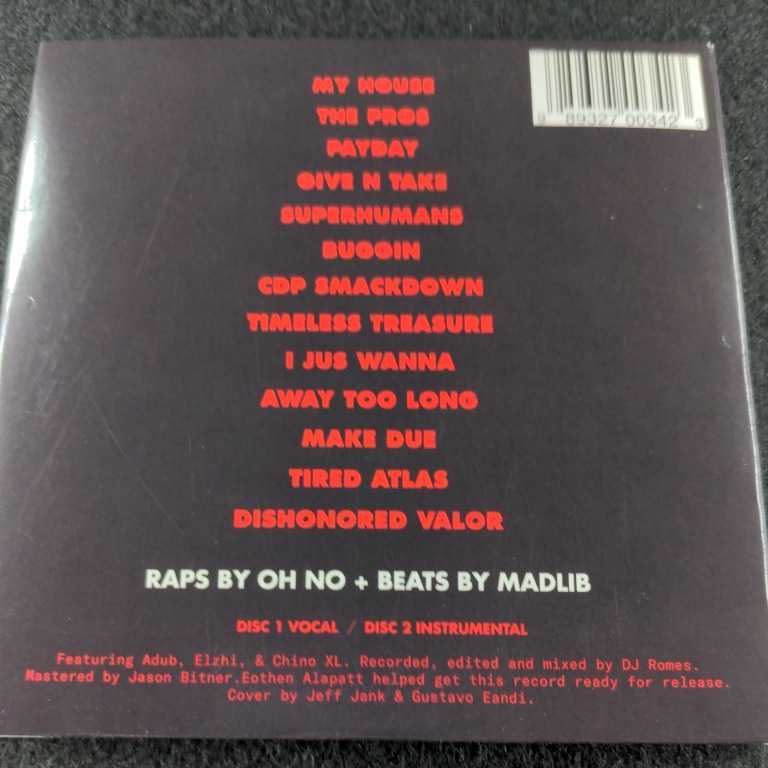 MY HOUSE
THE PROS
PAYDAY
GIVE N TAKE
SUPERHUMANS
BUGGIN
CDP SMACKDOWN
TIMELESS TREASURE
I JUS WANNA
AWAY TOO LONG
MAKE DUE
TIRED ATLAS
DISHONORED VALOR
RAPS BY OH NO + BEATS BY MADLIB
DISC 1 VOCAL / DISC 2 INSTRUMENTAL
Featuring Adub, Elzhi, & Chino XL. Recorded, edited and mixed by DJ Romes.
Mastered by Jason Bitner.Eothen Alapatt helped get this record ready for release.
Cover by Jeff Jank & Gustavo Eandi.
89327 00342 3